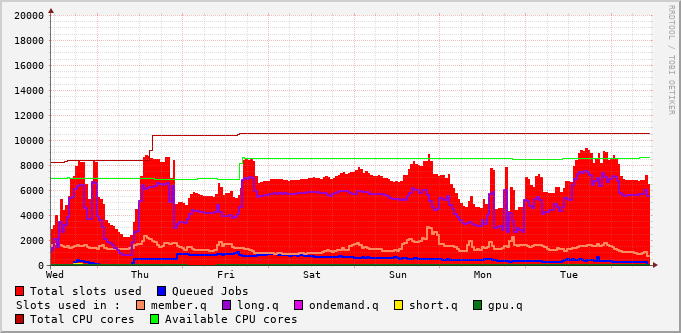 20000
18000
16000
14000
12000
10000
8000
6000
4000
2000
0
Wed Thu Fri Sat Sun Mon Tue
RRDTOOL / TOBI OETIKER
Total slots used Queued Jobs
Slots used in : member.q long.q ondemand.q short.q gpu.q
Total CPU cores Available CPU cores